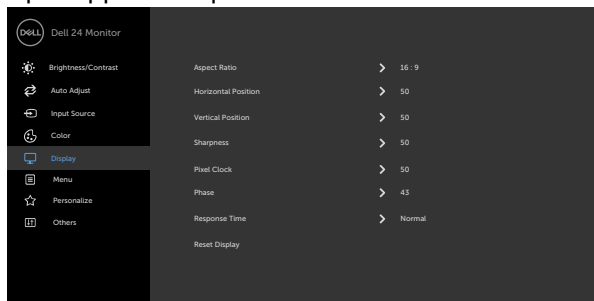 DELL Dell 24 Monitor
Brightness/Contrast
Auto Adjust
Input Source
Color
Display
Menu
Personalize
Others
Aspect Ratio 16 : 9
Horizontal Position 50
Vertical Position 50
Sharpness 50
Pixel Clock 50
Phase 43
Response Time Normal
Reset Display